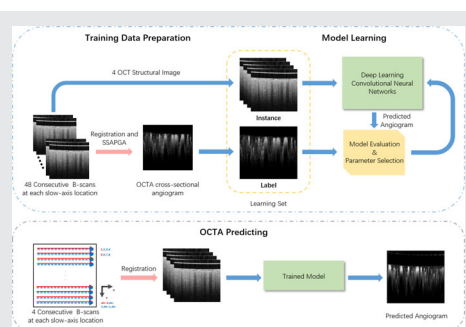 Training Data Preparation
Model Learning
4 OCT Structural Image
Instance
Deep Learning
Convolutional Neural
Networks
Registration and
SSAPGA
Predicted
Angiogram
Label
Model Evaluation
&
Parameter Selection
48 Consecutive B-scans
at each slow-axis location
OCTA cross-sectional
angiogram
Learning Set
OCTA Predicting
Registration
Trained Model
4 Consecutive B-scans
at each slow-axis location
Predicted Angiogram